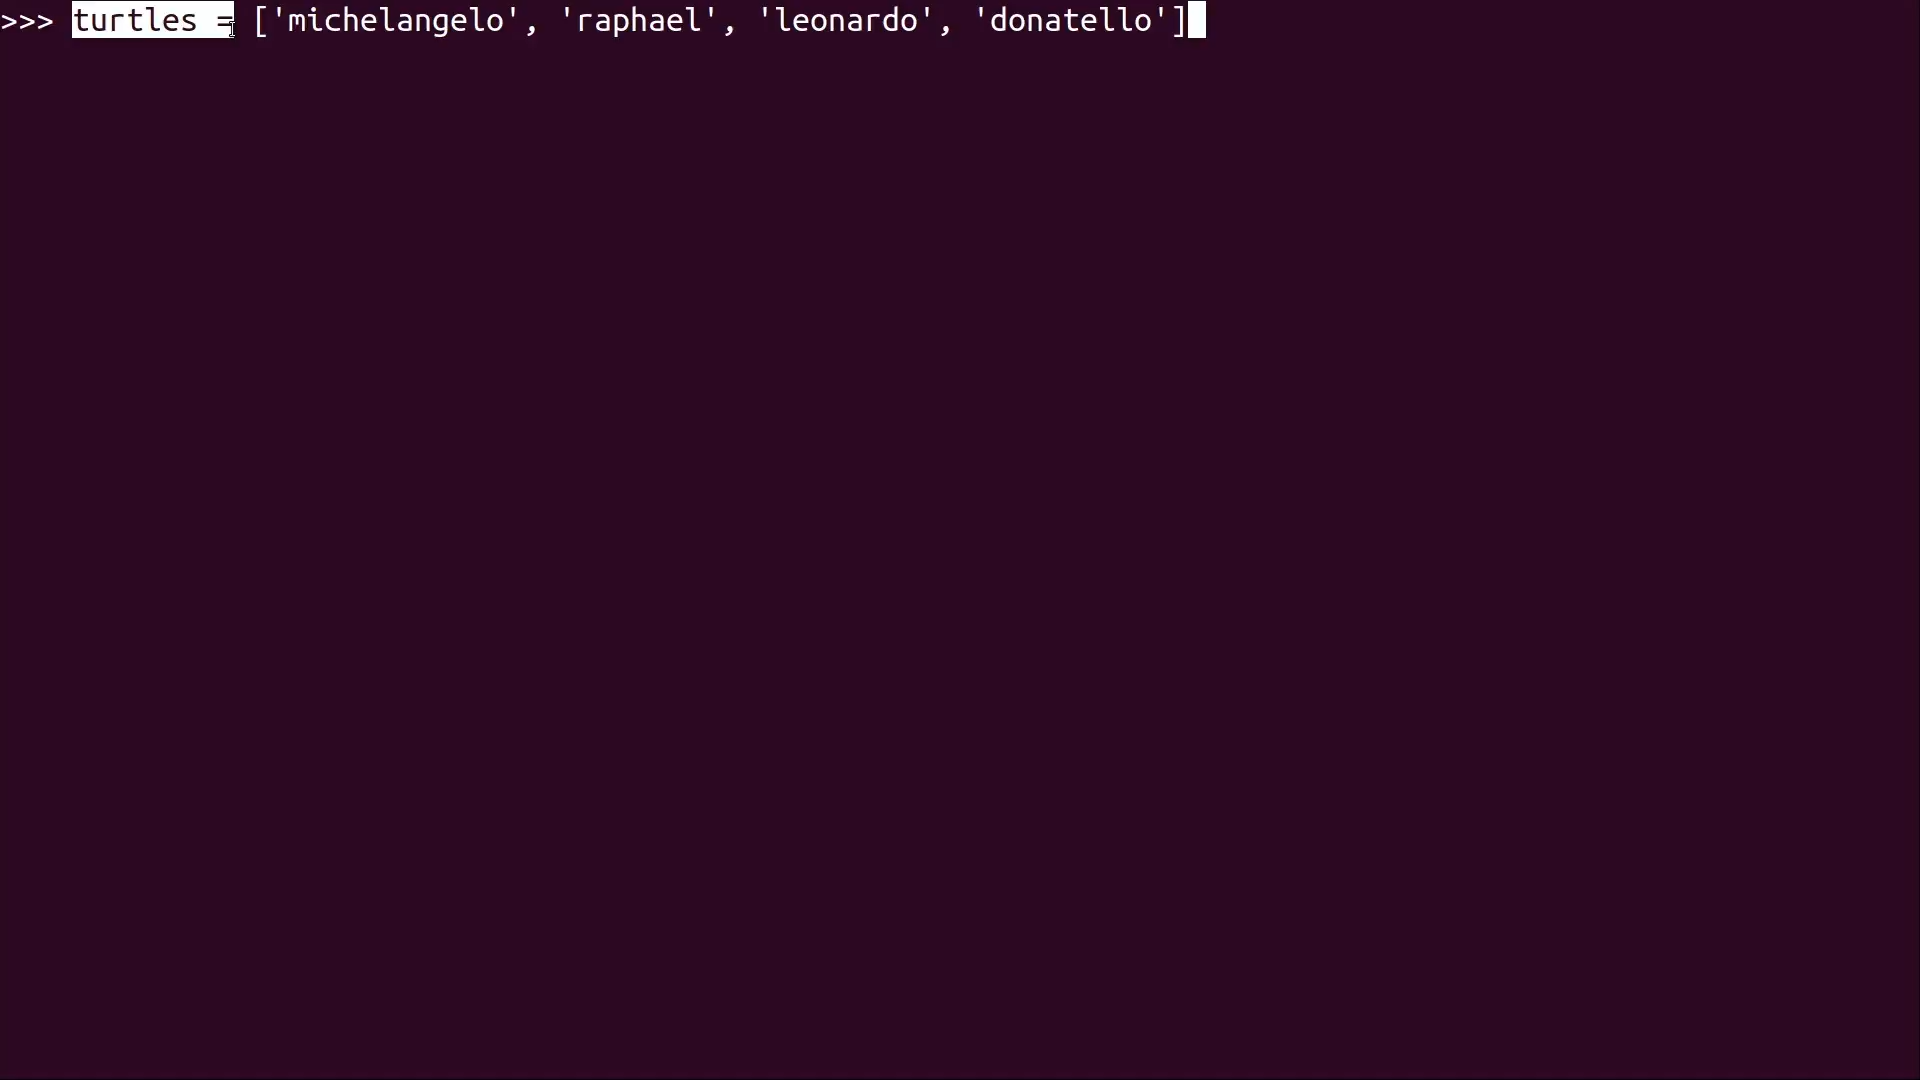 >>> turtles = ['michelangelo', 'raphael', 'leonardo', 'donatello']